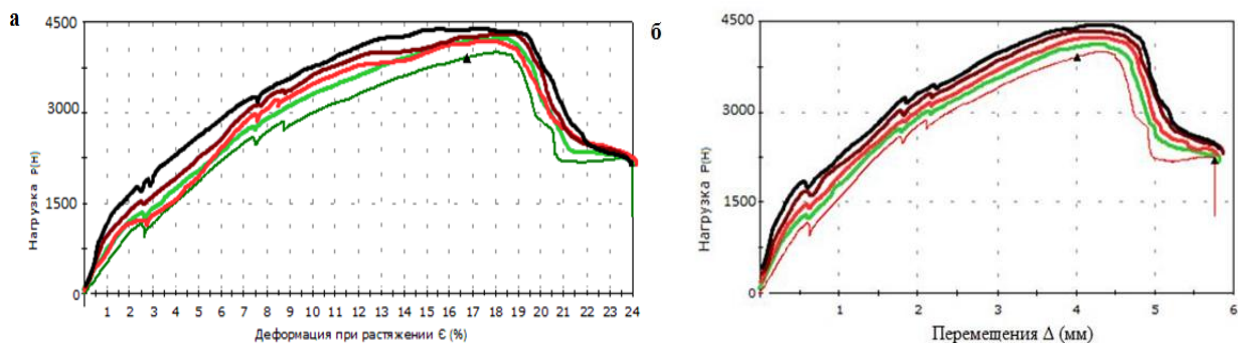 а
4500
3000
1500
0
Нагрузка P(H)
1 2 3 4 5 6 7 8 9 10 11 12 13 14 15 16 17 18 19 20 21 22 23 24
Деформация при растяжении Є (%)
б
4500
3000
1500
0
Нагрузка P(H)
1 2 3 4 5 6
Перемещения Δ (мм)